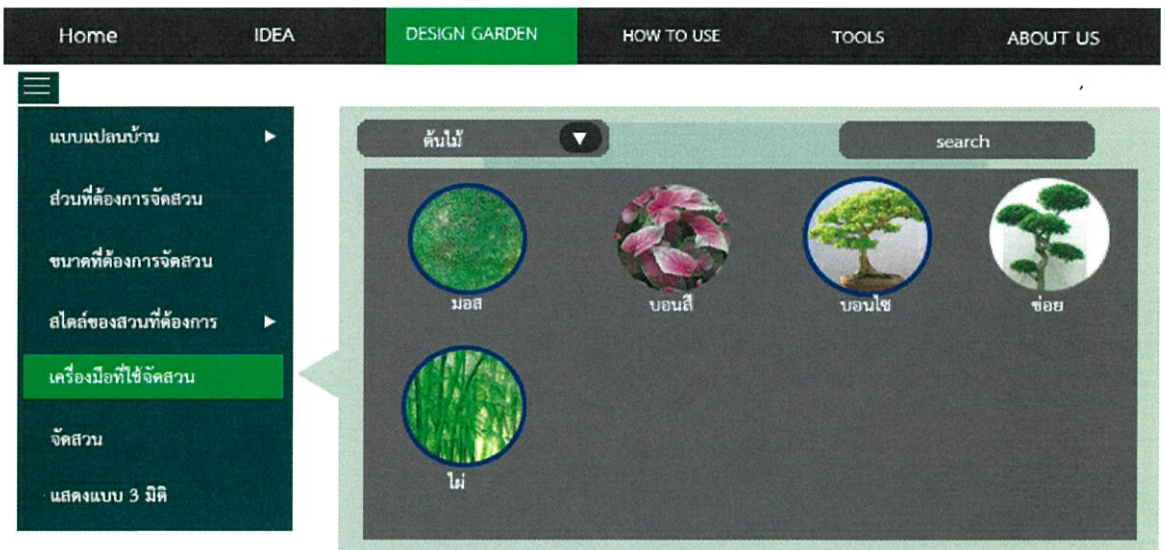 Home IDEA DESIGN GARDEN HOW TO USE TOOLS ABOUT US
แบบแปลนบ้าน
ส่วนที่ต้องการจัดสวน
ขนาดที่ต้องการจัดสวน
สไตล์ของสวนที่ต้องการ
เครื่องมือที่ใช้จัดสวน
จัดสวน
แสดงแบบ 3 มิติ
ต้นไม้ search
มอส บอนสี บอนไซ ข่อย
ไผ่